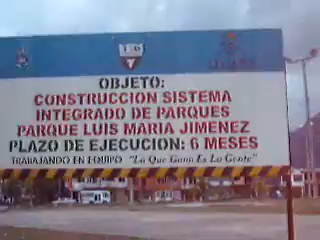 OBJETO:
CONSTRUCCION SISTEMA
INTEGRADO DE PARQUES
PARQUE LUIS MARIA JIMENEZ
PLAZO DE EJECUCION: 6 MESES
TRABAJANDO EN EQUIPO "Lo Que Gana Es La Gente"